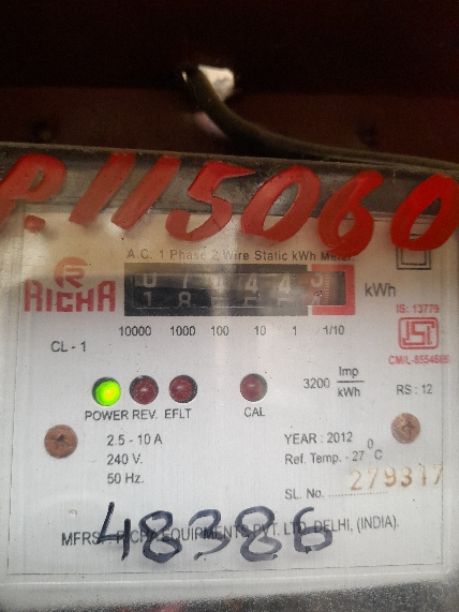 P.115060
A.C. 1 Phase 2 Wire Static kWh Meter
RICHA
kWh
IS: 13779
10000 1000 100 10 1 1/10
CL - 1
CM/L-8554585
3200 Imp/kWh
RS : 12
POWER REV. EFLT CAL
2.5 - 10 A
YEAR : 2012
240 V.
Ref. Temp. - 27 °C
50 Hz.
SL. No. 279317
MFRS. RICHA EQUIPMENTS PVT. LTD. DELHI, (INDIA).
48386